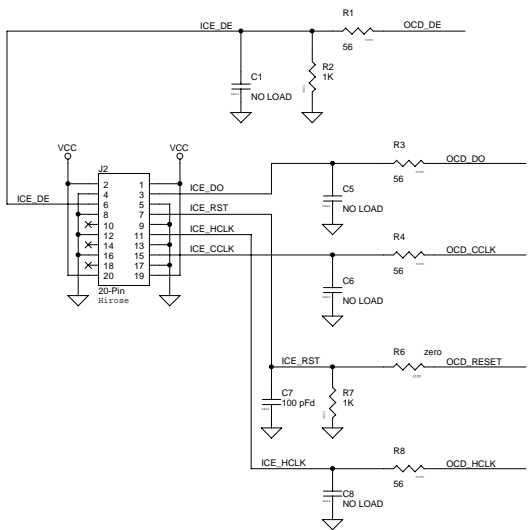 R1
ICE_DE
OCD_DE
56
R2
1K
C1
NO LOAD
VCC
VCC
J2
R3
2 1
ICE_DO
OCD_DO
4 3
ICE_DE
6 5
56
C5
ICE_RST
8 7
NO LOAD
10 9
ICE_HCLK
12 11
R4
14 13
ICE_CCLK
OCD_CCLK
16 15
56
18 17
C6
20 19
NO LOAD
20-Pin
Hirose
R6
zero
ICE_RST
OCD_RESET
C7
100 pFd
R7
1K
R8
ICE_HCLK
OCD_HCLK
56
C8
NO LOAD